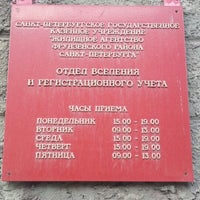 САНКТ-ПЕТЕРБУРГСКОЕ ГОСУДАРСТВЕННОЕ
КАЗЕННОЕ УЧРЕЖДЕНИЕ
"ЖИЛИЩНОЕ АГЕНТСТВО
ФРУНЗЕНСКОГО РАЙОНА
САНКТ-ПЕТЕРБУРГА"
ОТДЕЛ ВСЕЛЕНИЯ
И РЕГИСТРАЦИОННОГО УЧЕТА
ЧАСЫ ПРИЕМА
ПОНЕДЕЛЬНИК 15.00 - 19.00
ВТОРНИК 09.00 - 13.00
СРЕДА 15.00 - 19.00
ЧЕТВЕРГ 15.00 - 19.00
ПЯТНИЦА 09.00 - 13.00